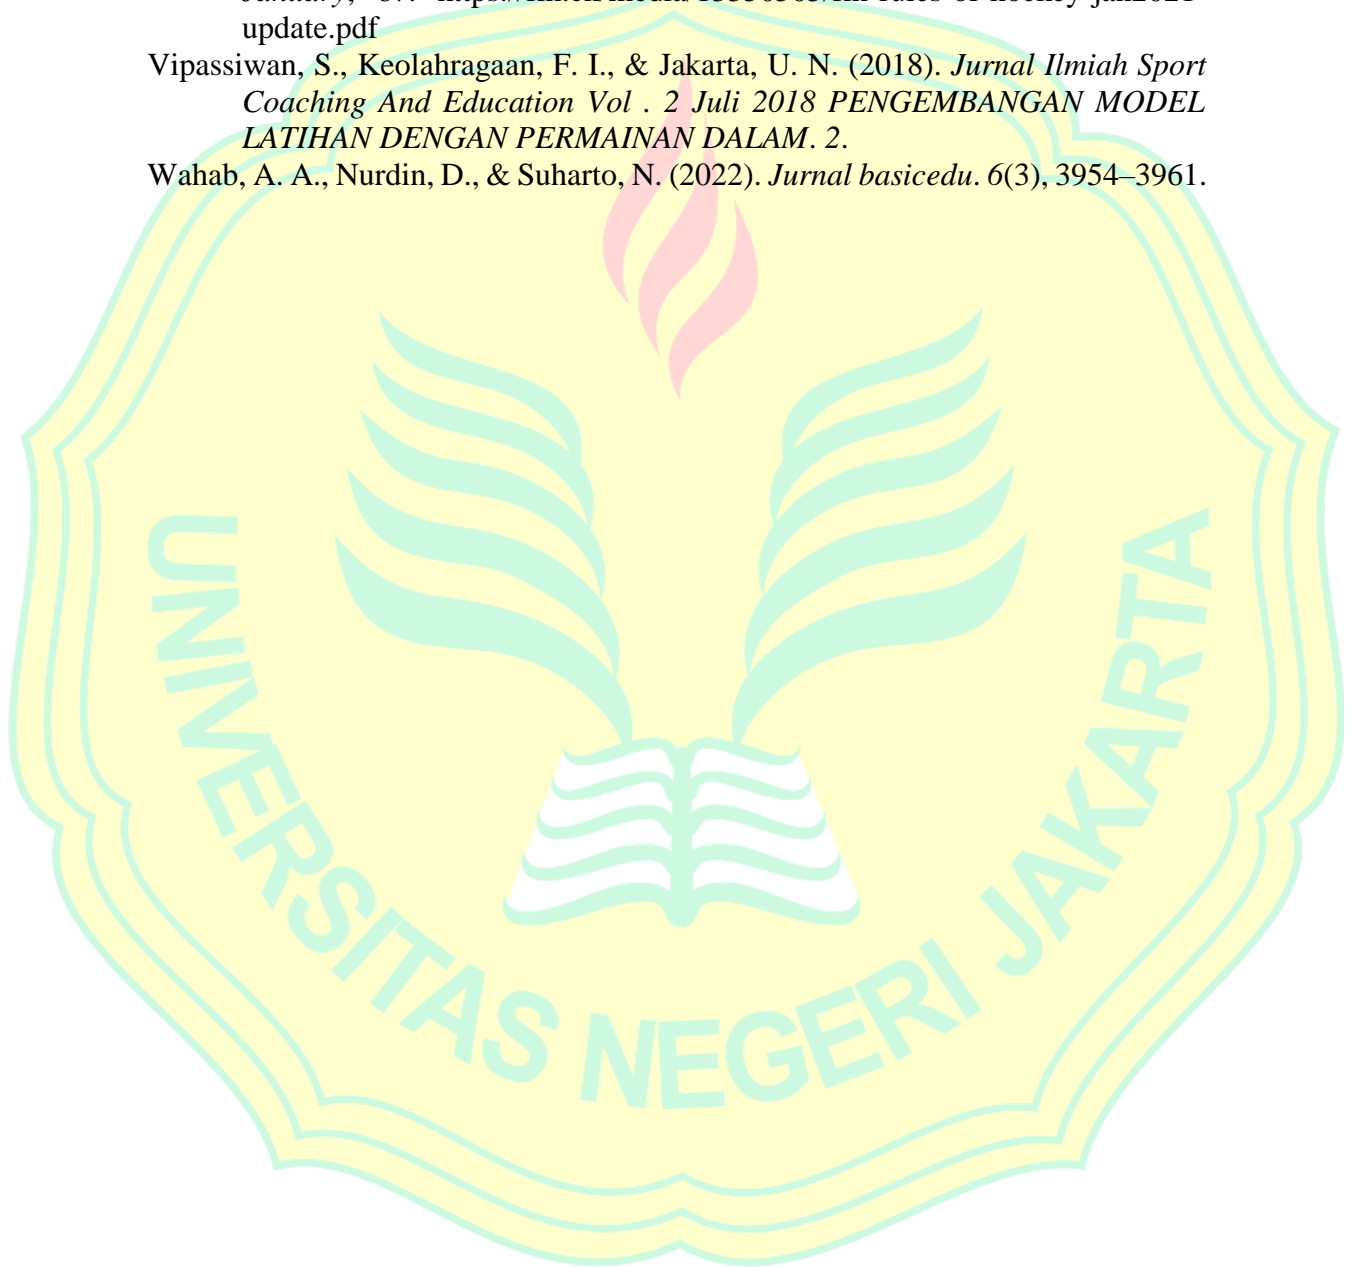 update.pdf
Vipassiwan, S., Keolahragaan, F. I., & Jakarta, U. N. (2018). Jurnal Ilmiah Sport
Coaching And Education Vol . 2 Juli 2018 PENGEMBANGAN MODEL
LATIHAN DENGAN PERMAINAN DALAM. 2.
Wahab, A. A., Nurdin, D., & Suharto, N. (2022). Jurnal basicedu. 6(3), 3954–3961.
UNIVERSITAS NEGERI JAKARTA